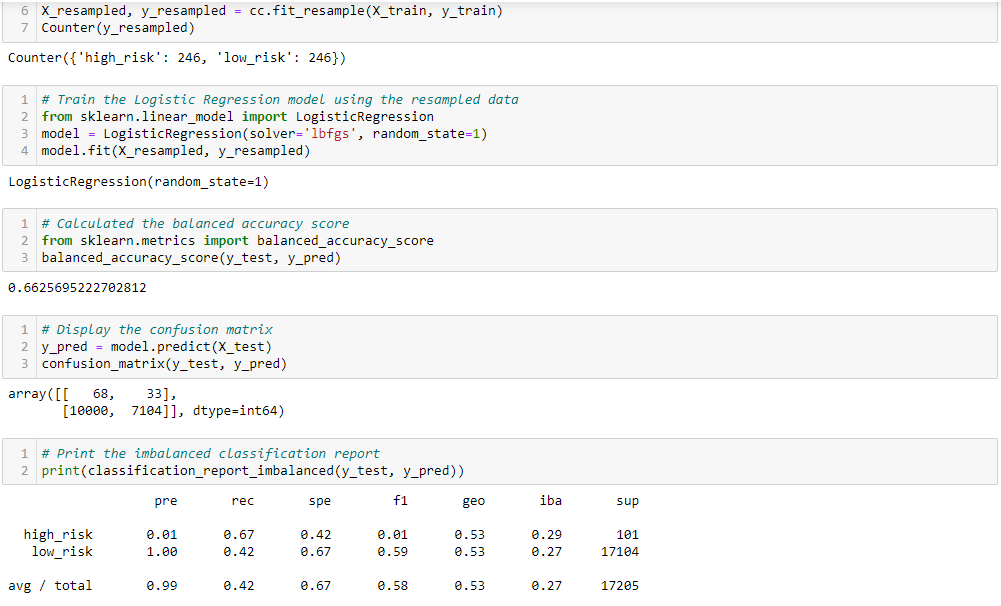 6 X_resampled, y_resampled = cc.fit_resample(X_train, y_train)
7 Counter(y_resampled)
Counter({'high_risk': 246, 'low_risk': 246})
1 # Train the Logistic Regression model using the resampled data
2 from sklearn.linear_model import LogisticRegression
3 model = LogisticRegression(solver='lbfgs', random_state=1)
4 model.fit(X_resampled, y_resampled)
LogisticRegression(random_state=1)
1 # Calculated the balanced accuracy score
2 from sklearn.metrics import balanced_accuracy_score
3 balanced_accuracy_score(y_test, y_pred)
0.6625695222702812
1 # Display the confusion matrix
2 y_pred = model.predict(X_test)
3 confusion_matrix(y_test, y_pred)
array([[   68,    33],
       [10000,  7104]], dtype=int64)
1 # Print the imbalanced classification report
2 print(classification_report_imbalanced(y_test, y_pred))
                   pre       rec       spe        f1       geo       iba       sup
  high_risk       0.01      0.67      0.42      0.01      0.53      0.29       101
   low_risk       1.00      0.42      0.67      0.59      0.53      0.27     17104
avg / total       0.99      0.42      0.67      0.58      0.53      0.27     17205